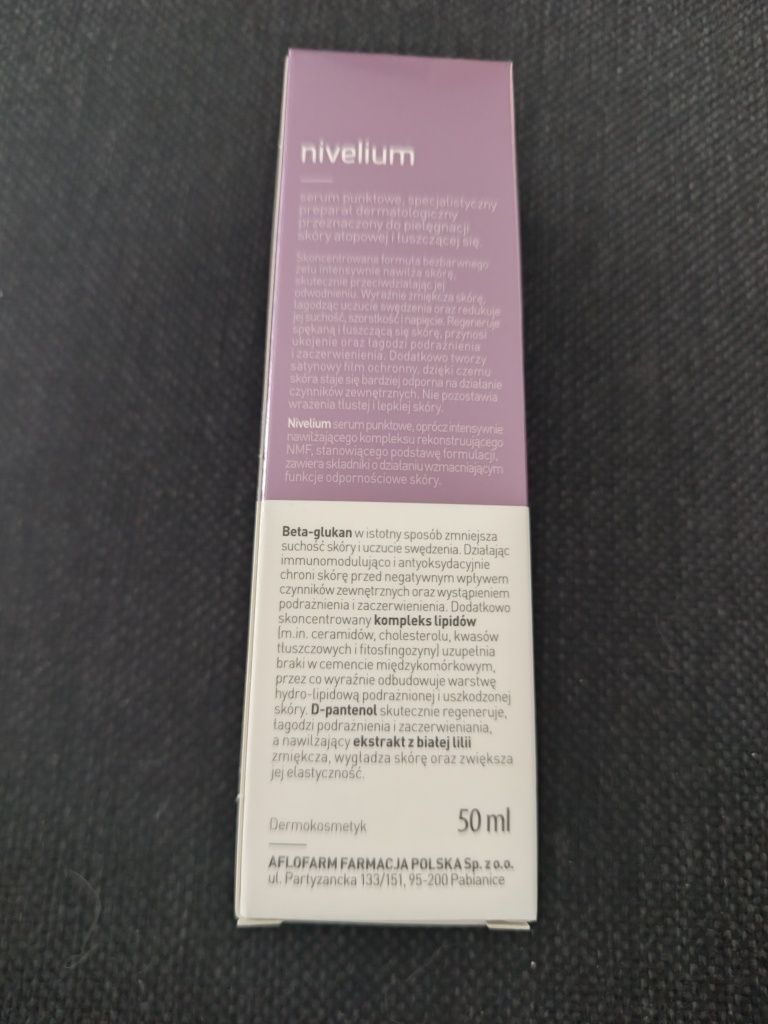 nivelium
serum punktowe, specjalistyczny
preparat dermatologiczny
przeznaczony do pielęgnacji
skóry atopowej i łuszczącej się.
Skoncentrowana formuła bezbarwnego
żelu intensywnie nawilża skórę,
skutecznie przeciwdziałając jej
odwodnieniu. Wyraźnie zmiękcza skórę,
łagodząc uczucie swędzenia oraz redukuje
jej suchość, szorstkość i napięcie. Regeneruje
spękaną i łuszczącą się skórę, przynosi
ukojenie oraz łagodzi podrażnienia
i zaczerwienienia. Dodatkowo tworzy
satynowy film ochronny, dzięki czemu
skóra staje się bardziej odporna na działanie
czynników zewnętrznych. Nie pozostawia
wrażenia tłustej i lepkiej skóry.
Nivelium serum punktowe, oprócz intensywnie
nawilżającego kompleksu rekonstruującego
NMF, stanowiącego podstawę formulacji,
zawiera składniki o działaniu wzmacniającym
funkcje odpornościowe skóry.
Beta-glukan w istotny sposób zmniejsza
suchość skóry i uczucie swędzenia. Działając
immunomodulująco i antyoksydacyjnie
chroni skórę przed negatywnym wpływem
czynników zewnętrznych oraz wystąpieniem
podrażnienia i zaczerwienienia. Dodatkowo
skoncentrowany kompleks lipidów
(m.in. ceramidów, cholesterolu, kwasów
tłuszczowych i fitosfingozyny) uzupełnia
braki w cemencie międzykomórkowym,
przez co wyraźnie odbudowuje warstwę
hydro-lipidową podrażnionej i uszkodzonej
skóry. D-pantenol skutecznie regeneruje,
łagodzi podrażnienia i zaczerwieniania,
a nawilżający ekstrakt z białej lilii
zmiękcza, wygładza skórę oraz zwiększa
jej elastyczność.
Dermokosmetyk 50 ml
AFLOFARM FARMACJA POLSKA Sp. z o.o.
ul. Partyzancka 133/151, 95-200 Pabianice